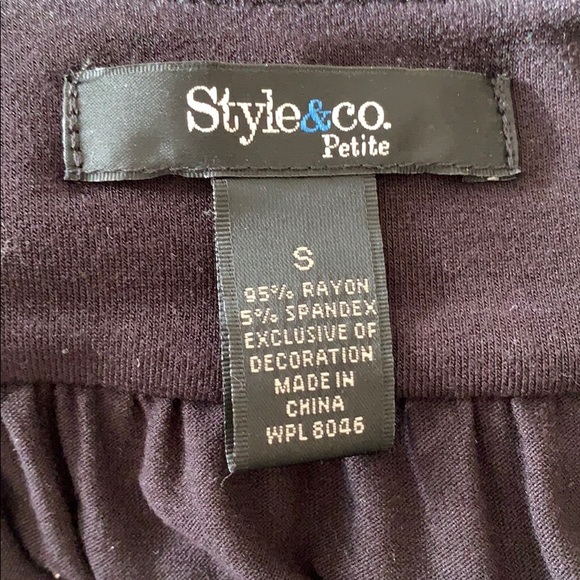 Style&co.
Petite
S
95% RAYON
5% SPANDEX
EXCLUSIVE OF
DECORATION
MADE IN
CHINA
WPL 8046